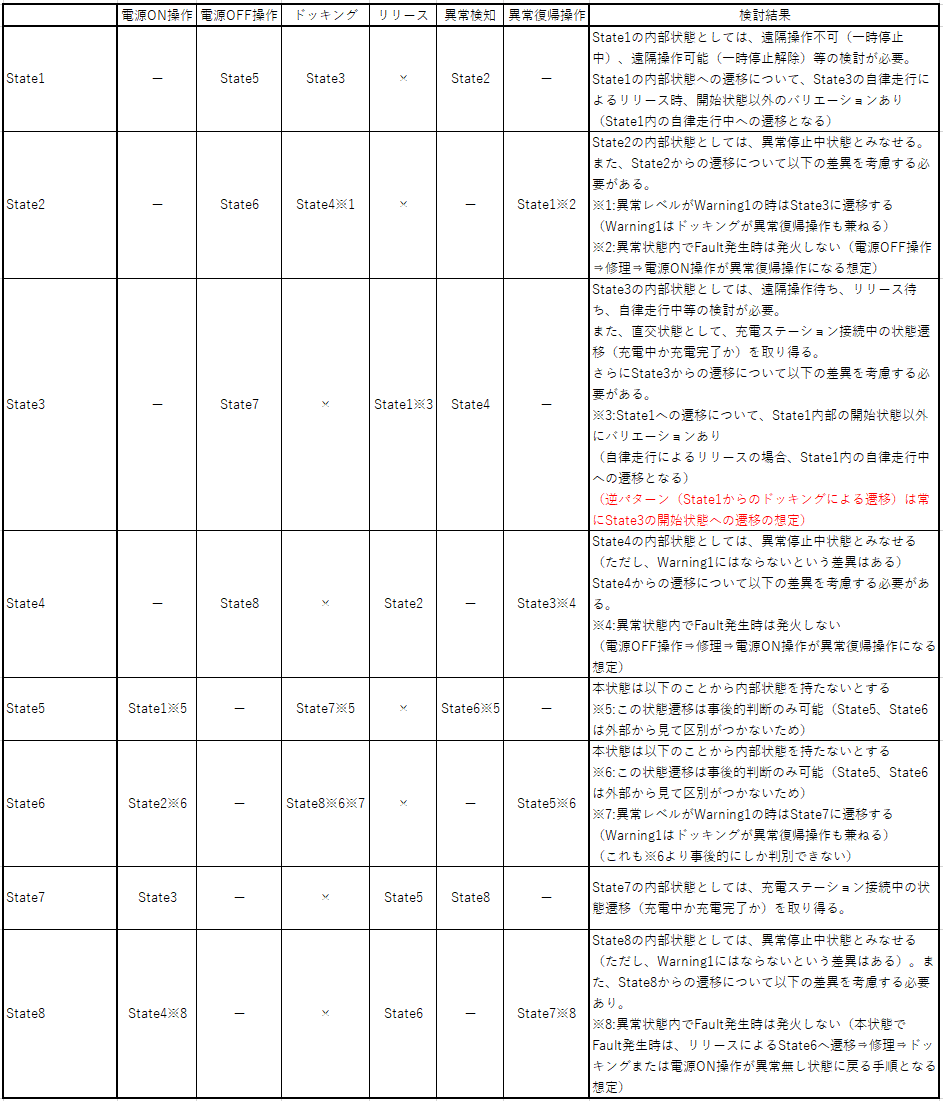 電源ON操作 電源OFF操作 ドッキング リリース 異常検知 異常復帰操作 検討結果
State1 ー State5 State3 × State2 ー
State1の内部状態としては、遠隔操作不可（一時停止
中）、遠隔操作可能（一時停止解除）等の検討が必要。
State1の内部状態への遷移について、State3の自律走行に
よるリリース時、開始状態以外のバリエーションあり
（State1内の自律走行中への遷移となる）
State2 ー State6 State4※1 × ー State1※2
State2の内部状態としては、異常停止中状態とみなせる。
また、State2からの遷移について以下の差異を考慮する必
要がある。
※1:異常レベルがWarning1の時はState3に遷移する
（Warning1はドッキングが異常復帰操作も兼ねる）
※2:異常状態内でFault発生時は発火しない（電源OFF操作
⇒修理⇒電源ON操作が異常復帰操作になる想定）
State3 ー State7 × State1※3 State4 ー
State3の内部状態としては、遠隔操作待ち、リリース待
ち、自律走行中等の検討が必要。
また、直交状態として、充電ステーション接続中の状態遷
移（充電中か充電完了か）を取り得る。
さらにState3からの遷移について以下の差異を考慮する必
要がある。
※3:State1への遷移について、State1内部の開始状態以外
にバリエーションあり
（自律走行によるリリースの場合、State1内の自律走行中
への遷移となる）
（逆パターン（State1からのドッキングによる遷移）は常
にState3の開始状態への遷移の想定）
State4 ー State8 × State2 ー State3※4
State4の内部状態としては、異常停止中状態とみなせる
（ただし、Warning1にはならないという差異はある）
State4からの遷移について以下の差異を考慮する必要があ
る。
※4:異常状態内でFault発生時は発火しない
（電源OFF操作⇒修理⇒電源ON操作が異常復帰操作になる
想定）
State5 State1※5 ー State7※5 × State6※5 ー
本状態は以下のことから内部状態を持たないとする
※5:この状態遷移は事後的判断のみ可能（State5、State6
は外部から見て区別がつかないため）
State6 State2※6 ー State8※6※7 × ー State5※6
本状態は以下のことから内部状態を持たないとする
※6:この状態遷移は事後的判断のみ可能（State5、State6
は外部から見て区別がつかないため）
※7:異常レベルがWarning1の時はState7に遷移する
（Warning1はドッキングが異常復帰操作も兼ねる）
（これも※6より事後的にしか判別できない）
State7 State3 ー × State5 State8 ー
State7の内部状態としては、充電ステーション接続中の状
態遷移（充電中か充電完了か）を取り得る。
State8 State4※8 ー × State6 ー State7※8
State8の内部状態としては、異常停止中状態とみなせる
（ただし、Warning1にはならないという差異はある）。ま
た、State8からの遷移について以下の差異を考慮する必要
あり。
※8:異常状態内でFault発生時は発火しない（本状態で
Fault発生時は、リリースによるState6へ遷移⇒修理⇒ドッ
キングまたは電源ON操作が異常無し状態に戻る手順となる
想定）